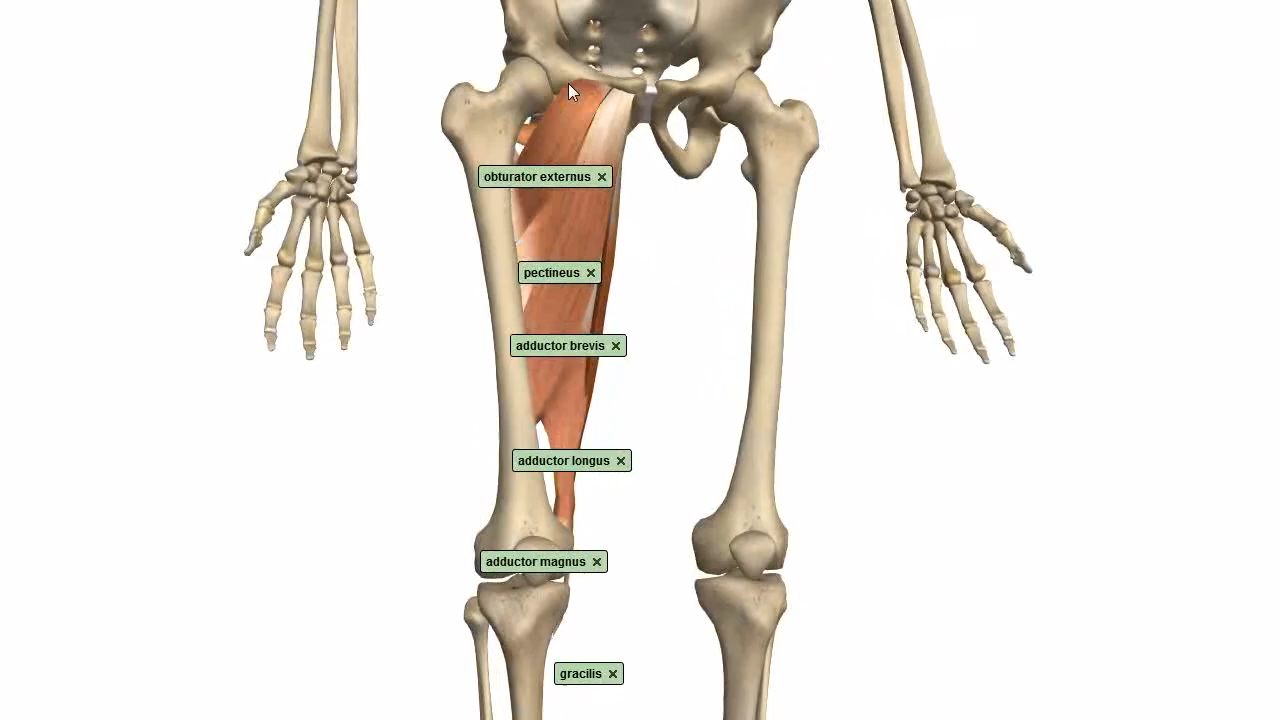 obturator externus ×
pectineus ×
adductor brevis ×
adductor longus ×
adductor magnus ×
gracilis ×